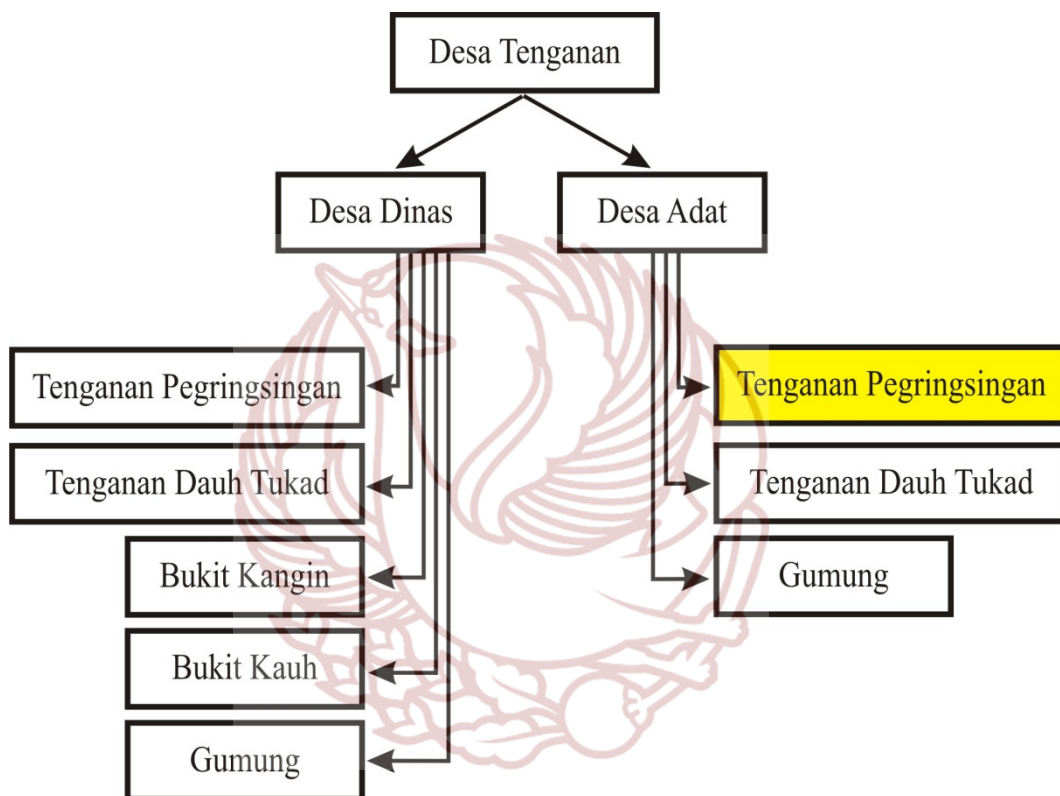 Desa Tenganan
Desa Dinas
Desa Adat
Tenganan Pegringsingan
Tenganan Dauh Tukad
Bukit Kangin
Bukit Kauh
Gumung
Tenganan Pegringsingan
Tenganan Dauh Tukad
Gumung